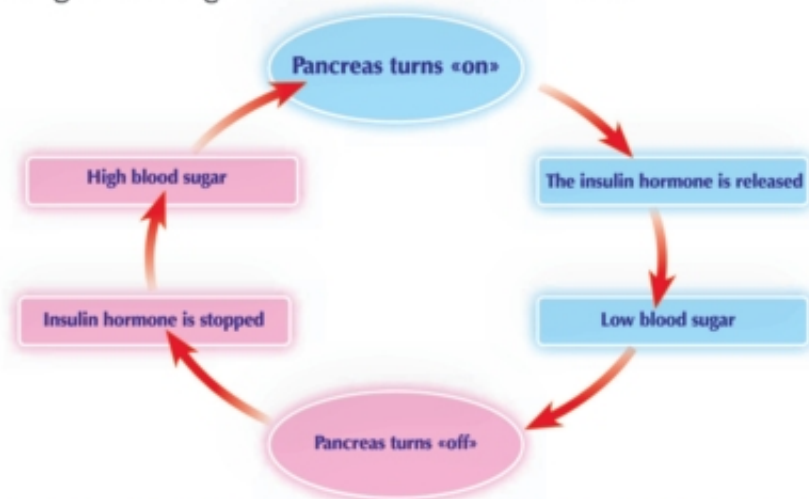 Pancreas turns «on»
High blood sugar
The insulin hormone is released
Insulin hormone is stopped
Low blood sugar
Pancreas turns «off»